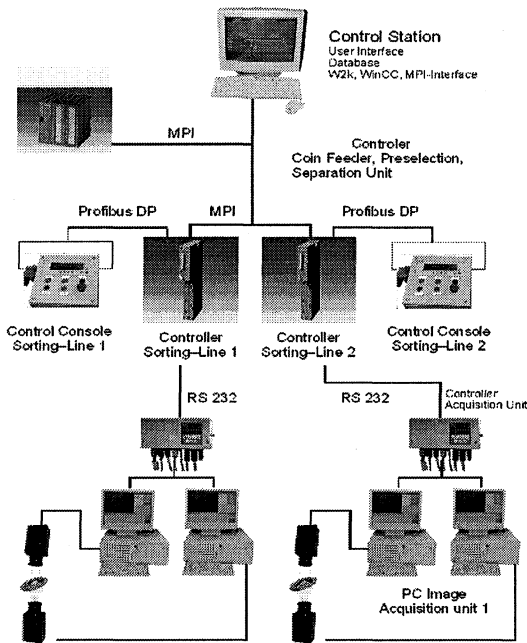 Control Station
User Interface
Database
W2k, WinCC, MPI-Interface
MPI
Controler
Coin Feeder, Preselection,
Separation Unit
Profibus DP
MPI
Profibus DP
Control Console
Sorting–Line 1
Controller
Sorting–Line 1
Controller
Sorting–Line 2
Control Console
Sorting–Line 2
RS 232
RS 232
Controller
Acquisition Unit
PC Image
Acquisition unit 1